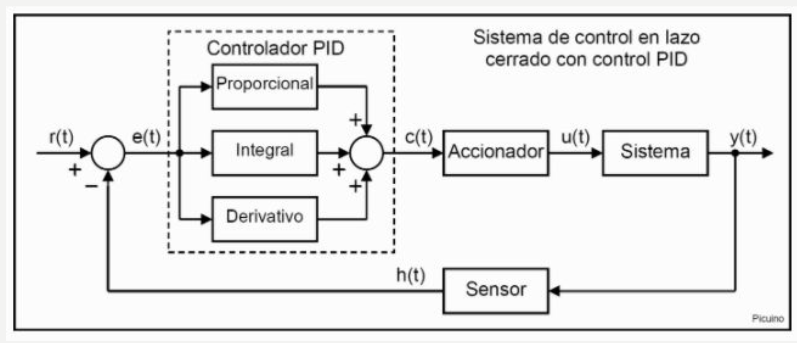 Controlador PID
Sistema de control en lazo
cerrado con control PID
Proporcional
+
r(t)
e(t)
Integral
c(t)
Accionador
u(t)
Sistema
y(t)
+
+
−
+
Derivativo
h(t)
Sensor
Picuino